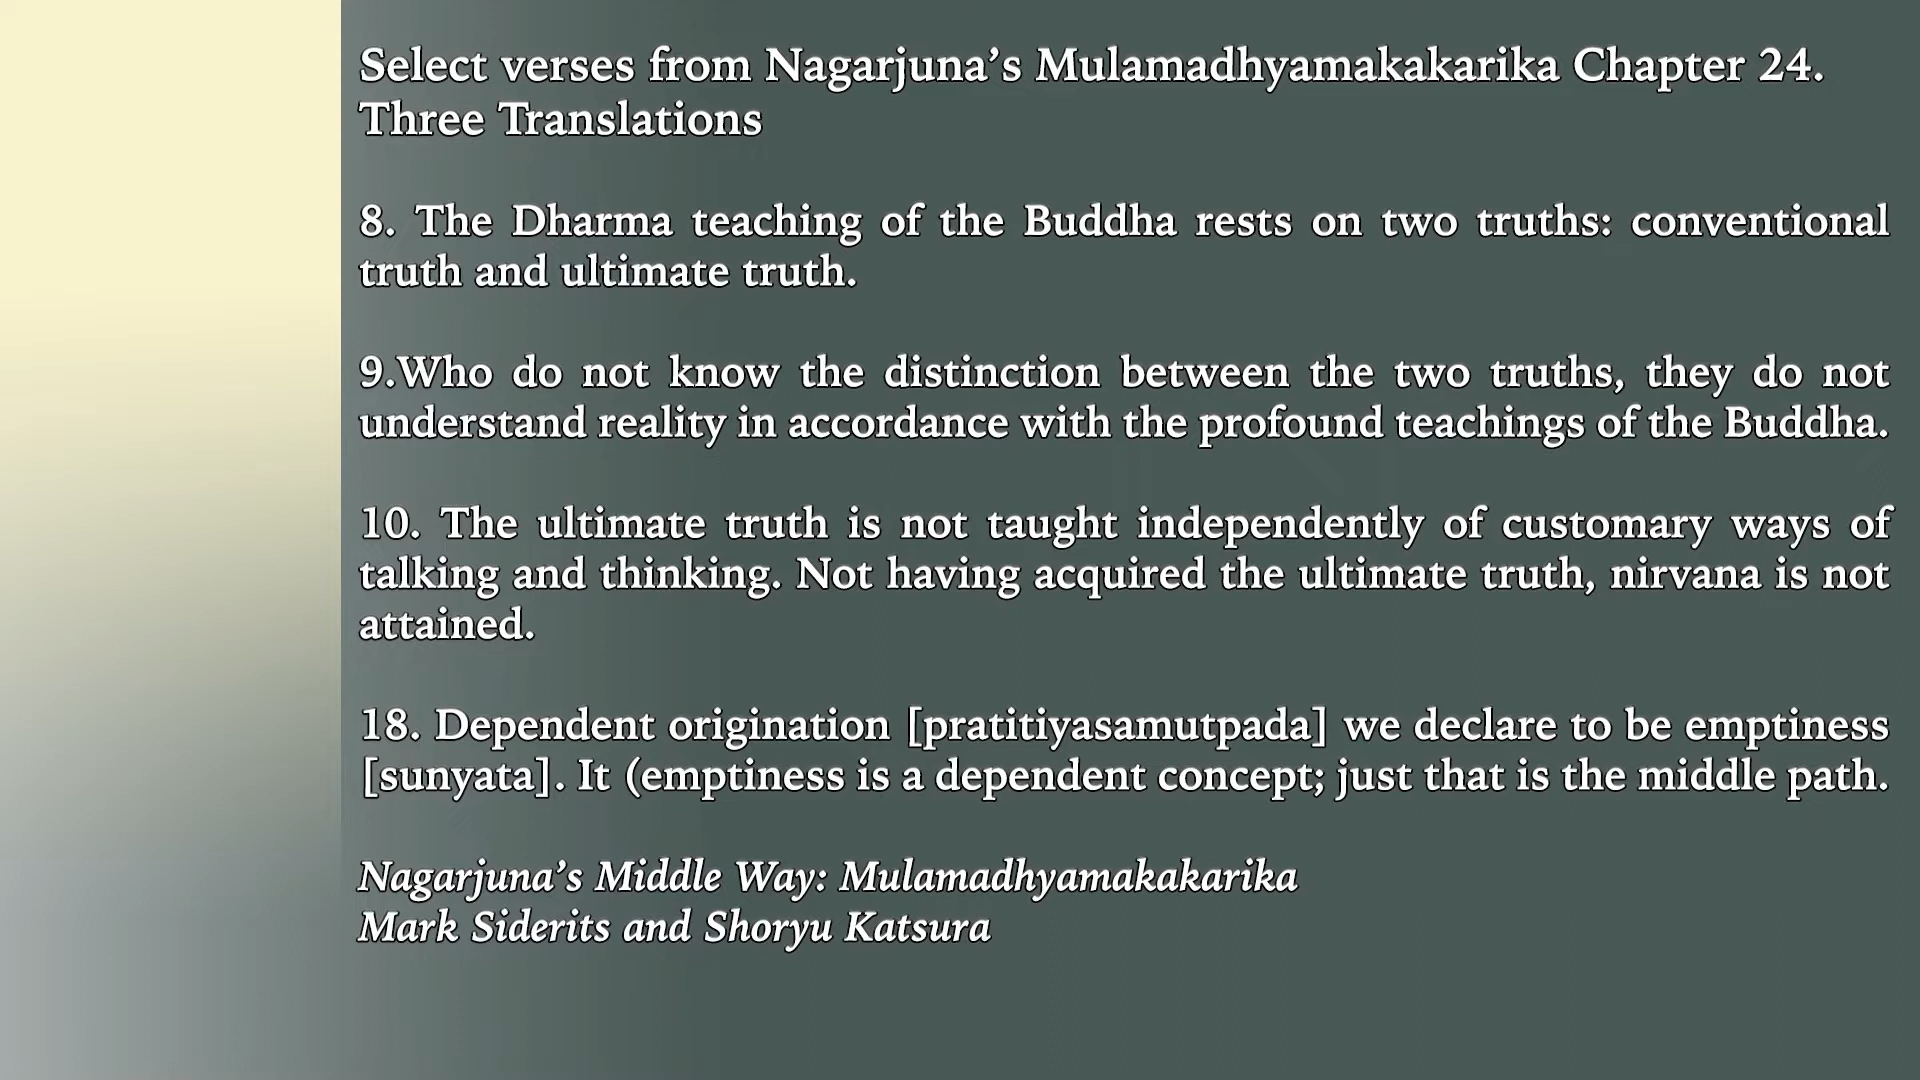 Select verses from Nagarjuna’s Mulamadhyamakakarika Chapter 24.
Three Translations
8. The Dharma teaching of the Buddha rests on two truths: conventional
truth and ultimate truth.
9.Who do not know the distinction between the two truths, they do not
understand reality in accordance with the profound teachings of the Buddha.
10. The ultimate truth is not taught independently of customary ways of
talking and thinking. Not having acquired the ultimate truth, nirvana is not
attained.
18. Dependent origination [pratitiyasamutpada] we declare to be emptiness
[sunyata]. It (emptiness is a dependent concept; just that is the middle path.
Nagarjuna’s Middle Way: Mulamadhyamakakarika
Mark Siderits and Shoryu Katsura